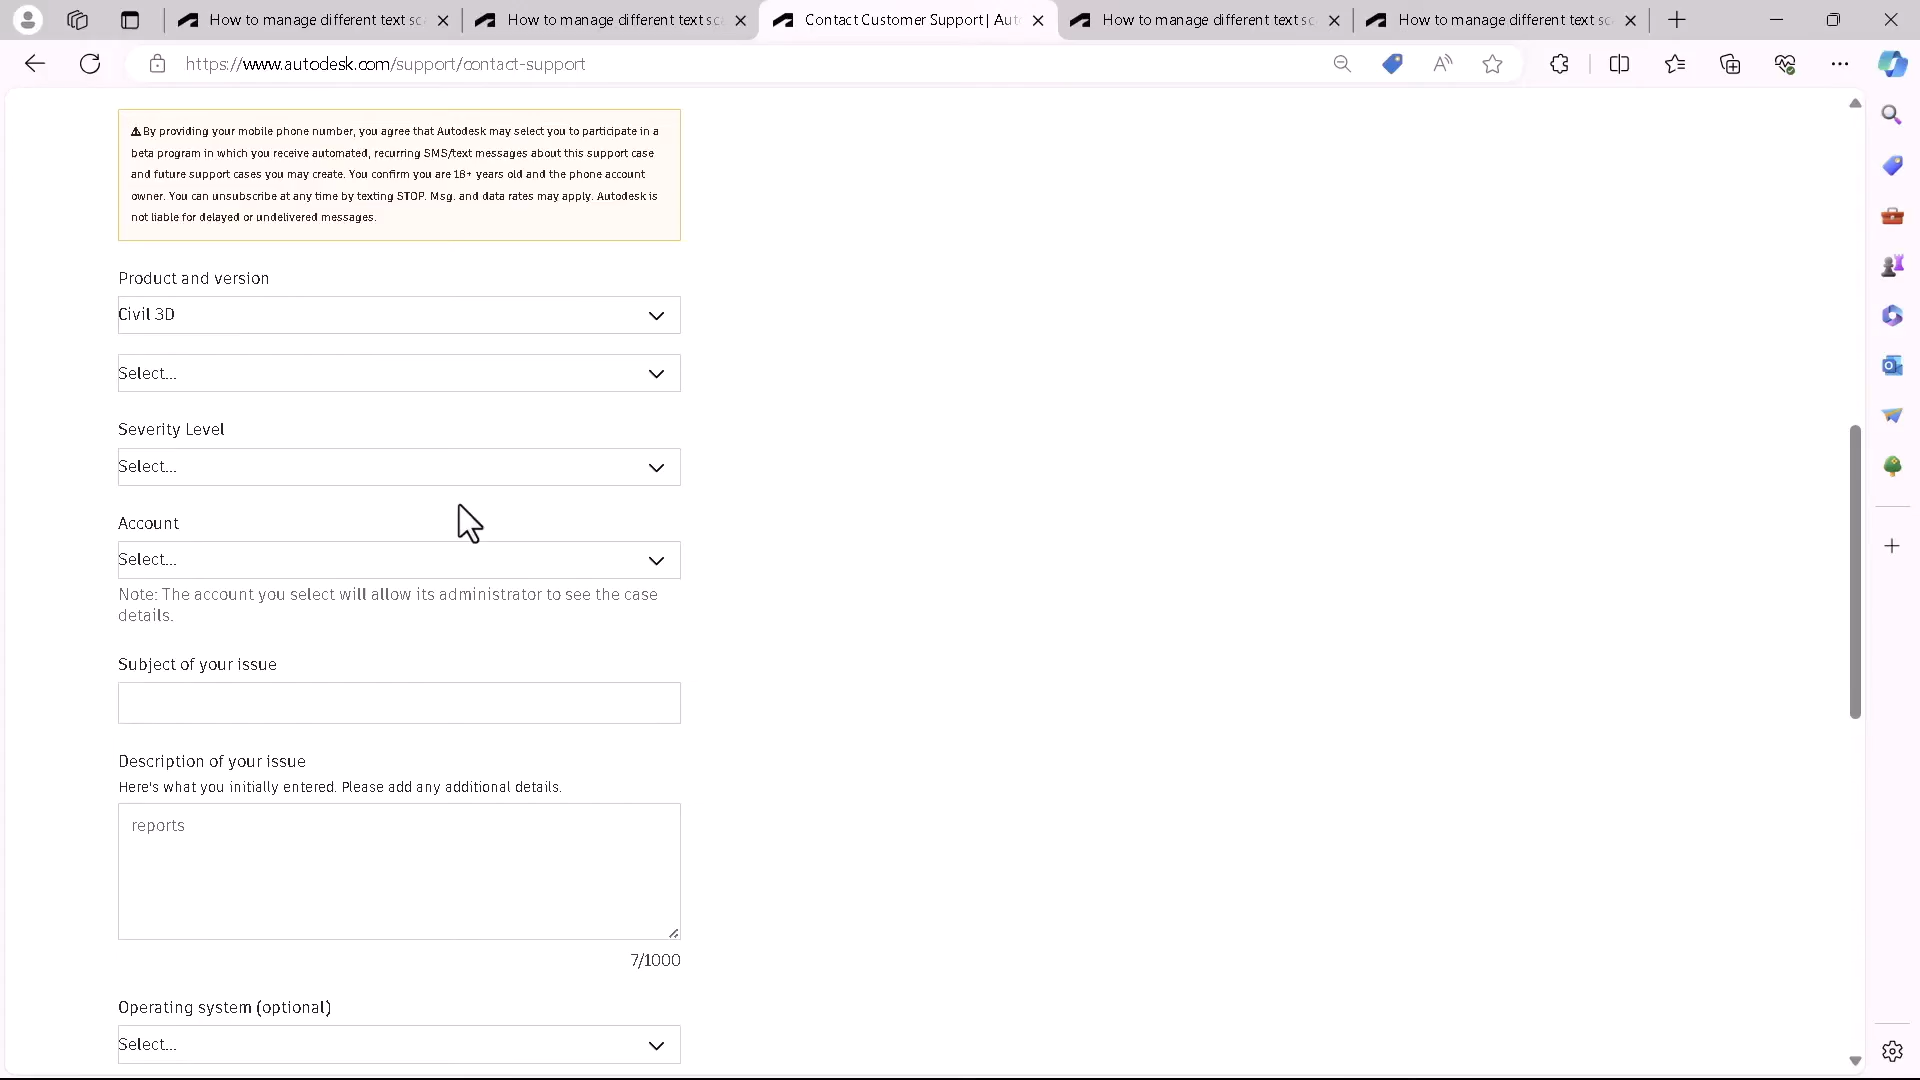 How to manage different text sc
How to manage different text sc
Contact Customer Support | Aut
How to manage different text sc
How to manage different text sc
https://www.autodesk.com/support/contact-support
By providing your mobile phone number, you agree that Autodesk may select you to participate in a
beta program in which you receive automated, recurring SMS/text messages about this support case
and future support cases you may create. You confirm you are 18+ years old and the phone account
owner. You can unsubscribe at any time by texting STOP. Msg. and data rates may apply. Autodesk is
not liable for delayed or undelivered messages.
Product and version
Civil 3D
Select...
Severity Level
Select...
Account
Select...
Note: The account you select will allow its administrator to see the case
details.
Subject of your issue
Description of your issue
Here's what you initially entered. Please add any additional details.
reports
7/1000
Operating system (optional)
Select...